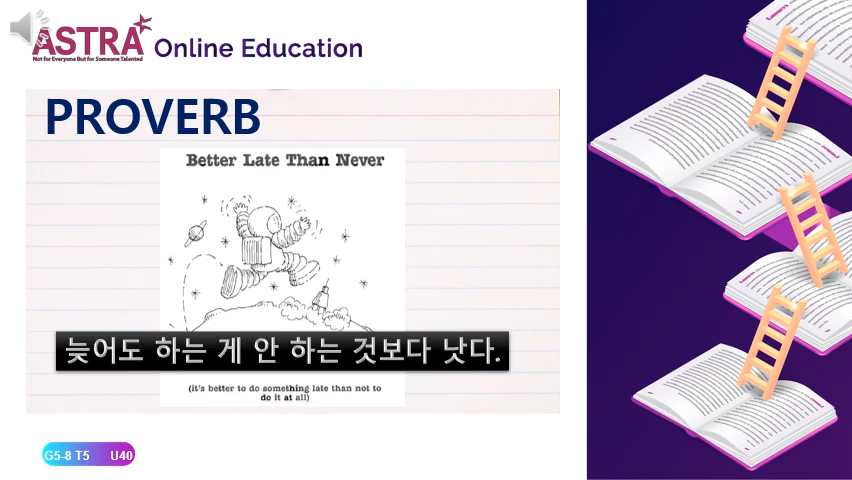 ASTRA Online Education
Not for Everyone But for Someone Talented
PROVERB
Better Late Than Never
늦어도 하는 게 안 하는 것보다 낫다.
(it's better to do something late than not to
do it at all)
G5-8 T5 U40